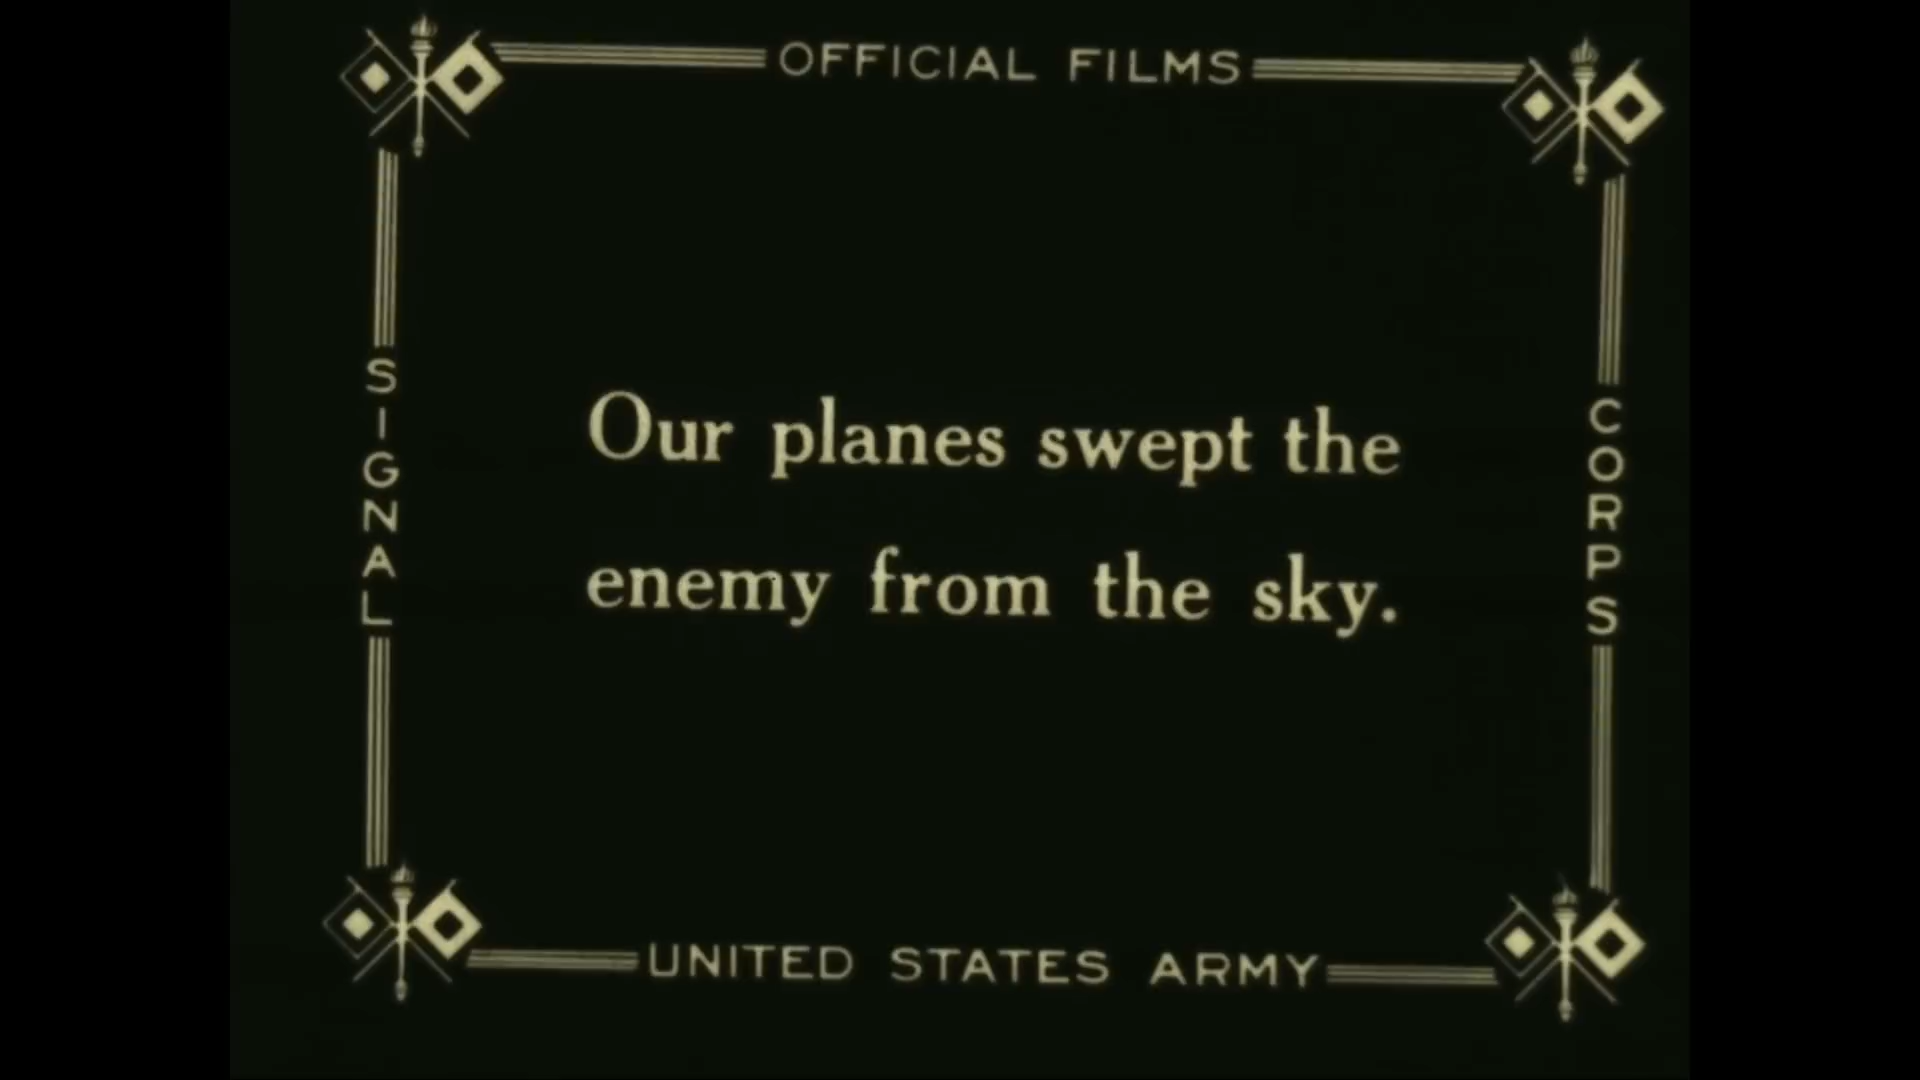 OFFICIAL FILMS
SIGNAL
Our planes swept the
enemy from the sky.
CORPS
UNITED STATES ARMY